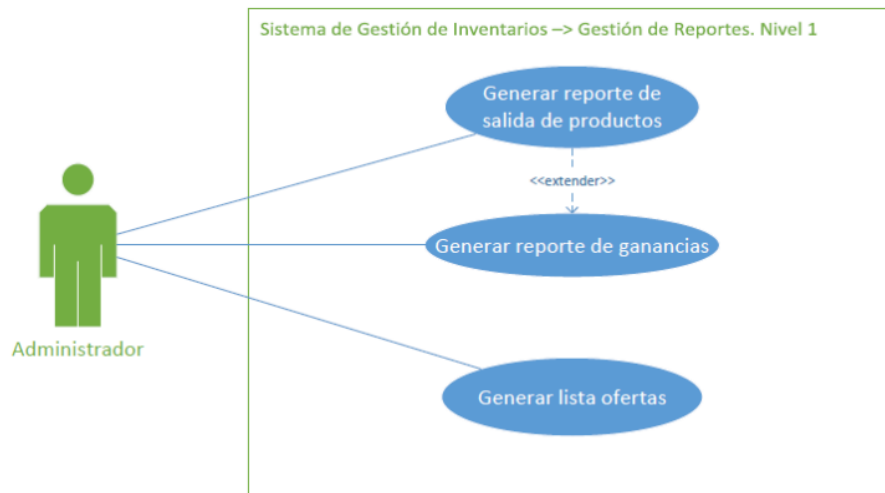 Sistema de Gestión de Inventarios –> Gestión de Reportes. Nivel 1
Generar reporte de
salida de productos
<<extender>>
Generar reporte de ganancias
Administrador
Generar lista ofertas